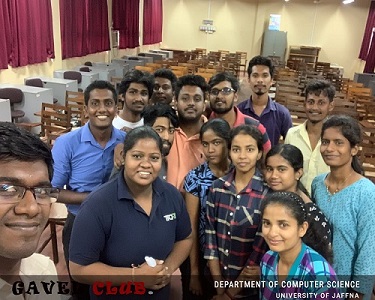 GAVEL CLUB.
DEPARTMENT OF COMPUTER SCIENCE
UNIVERSITY OF JAFFNA